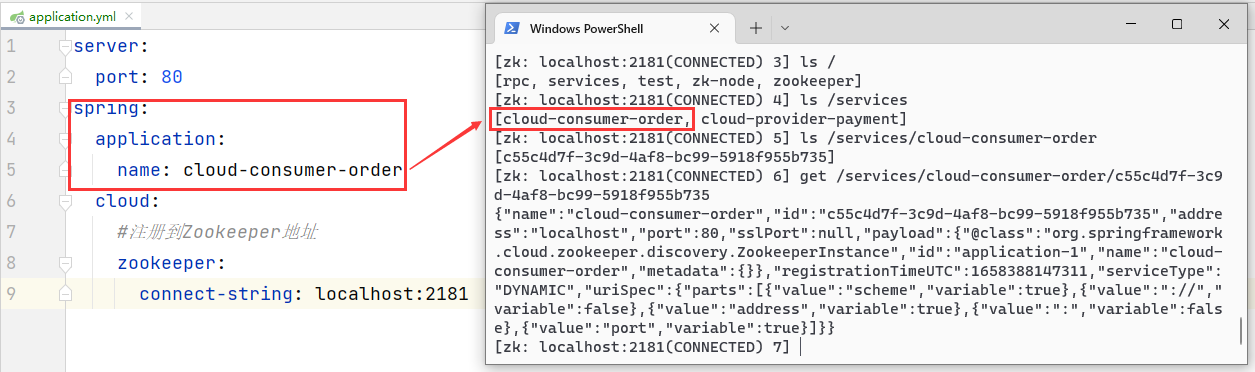 application.yml
1 server:
2 port: 80
3 spring:
4 application:
5 name: cloud-consumer-order
6 cloud:
7 #注册到Zookeeper地址
8 zookeeper:
9 connect-string: localhost:2181
Windows PowerShell
[zk: localhost:2181(CONNECTED) 3] ls /
[rpc, services, test, zk-node, zookeeper]
[zk: localhost:2181(CONNECTED) 4] ls /services
[cloud-consumer-order, cloud-provider-payment]
[zk: localhost:2181(CONNECTED) 5] ls /services/cloud-consumer-order
[c55c4d7f-3c9d-4af8-bc99-5918f955b735]
[zk: localhost:2181(CONNECTED) 6] get /services/cloud-consumer-order/c55c4d7f-3c9
d-4af8-bc99-5918f955b735
{"name":"cloud-consumer-order","id":"c55c4d7f-3c9d-4af8-bc99-5918f955b735","addre
ss":"localhost","port":80,"sslPort":null,"payload":{"@class":"org.springframework
.cloud.zookeeper.discovery.ZookeeperInstance","id":"application-1","name":"cloud-
consumer-order","metadata":{}},"registrationTimeUTC":1658388147311,"serviceType":
"DYNAMIC","uriSpec":{"parts":[{"value":"scheme","variable":true},{"value":"://","
variable":false},{"value":"address","variable":true},{"value":":","variable":fals
e},{"value":"port","variable":true}]}}
[zk: localhost:2181(CONNECTED) 7]